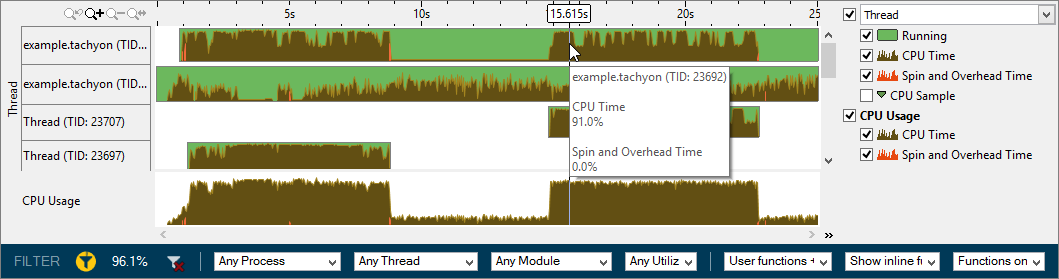 5s 10s 15.615s 20s 25
Thread
example.tachyon (TID...
example.tachyon (TID...
Thread (TID: 23707)
Thread (TID: 23697)
CPU Usage
example.tachyon (TID: 23692)
CPU Time
91.0%
Spin and Overhead Time
0.0%
Thread
Running
CPU Time
Spin and Overhead Time
CPU Sample
CPU Usage
CPU Time
Spin and Overhead Time
FILTER 96.1% Any Process Any Thread Any Module Any Utiliz User functions + Show inline fu Functions on